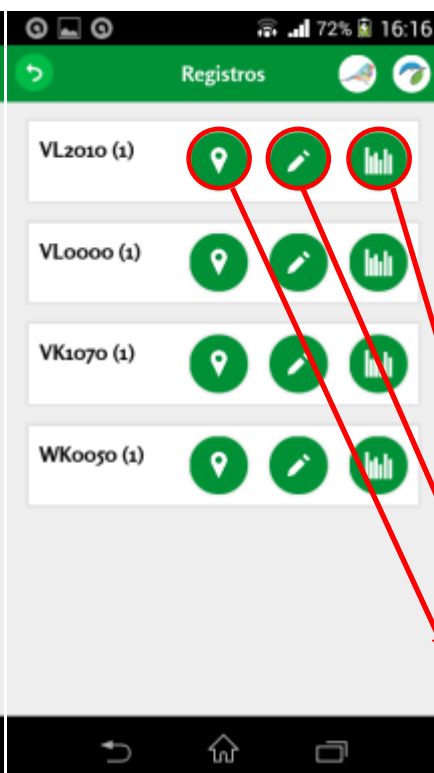 72% 16:16
Registros
VL2010 (1)
VL0000 (1)
VK1070 (1)
WK0050 (1)